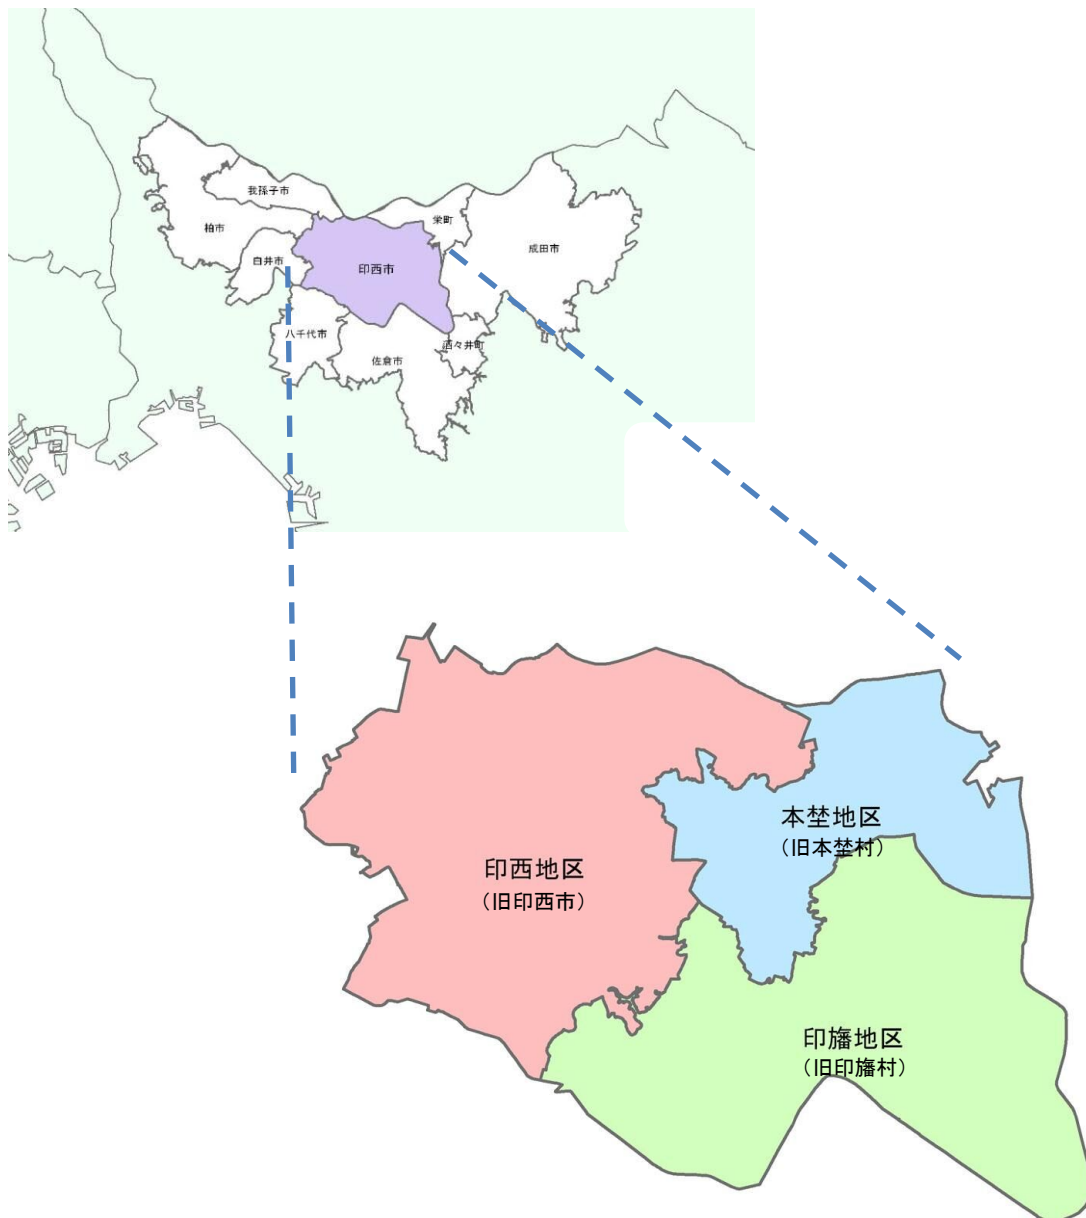 我孫子市
栄町
柏市
成田市
白井市
印西市
八千代市
酒々井町
佐倉市
本埜地区
（旧本埜村）
印西地区
（旧印西市）
印旛地区
（旧印旛村）